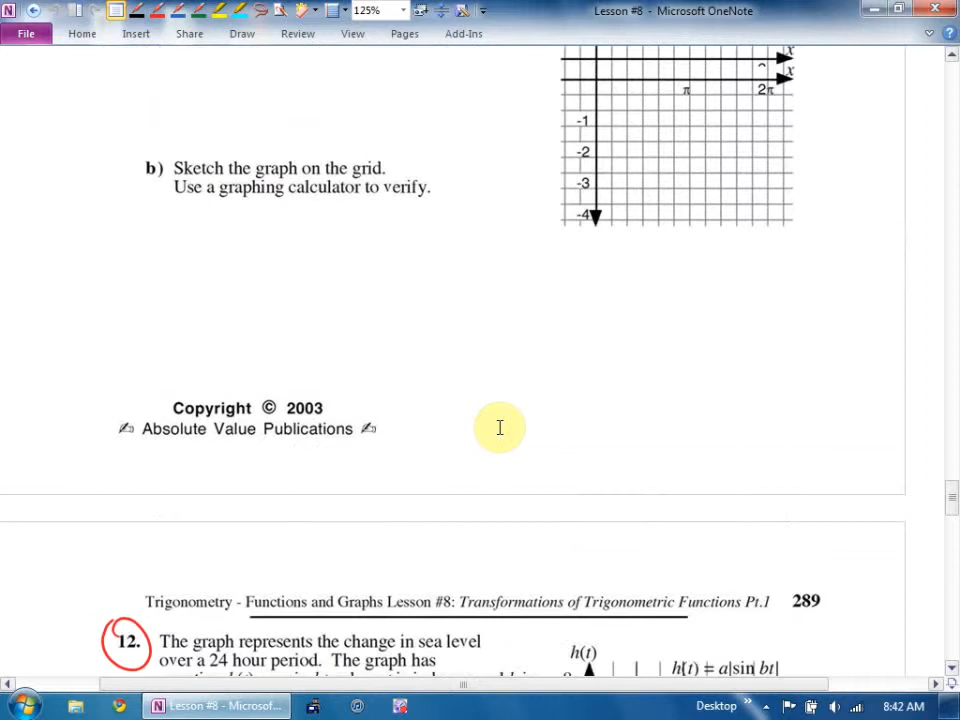 125%
Lesson #8 - Microsoft OneNote
File Home Insert Share Draw Review View Pages Add-Ins
x
x
π 2π
-1
b) Sketch the graph on the grid.
-2
Use a graphing calculator to verify.
-3
-4
Copyright © 2003
Absolute Value Publications
Trigonometry - Functions and Graphs Lesson #8: Transformations of Trigonometric Functions Pt.1 289
12. The graph represents the change in sea level
h(t)
over a 24 hour period. The graph has
h(t) = a|sin bt|
Lesson #8 - Microsof...
Desktop
8:42 AM